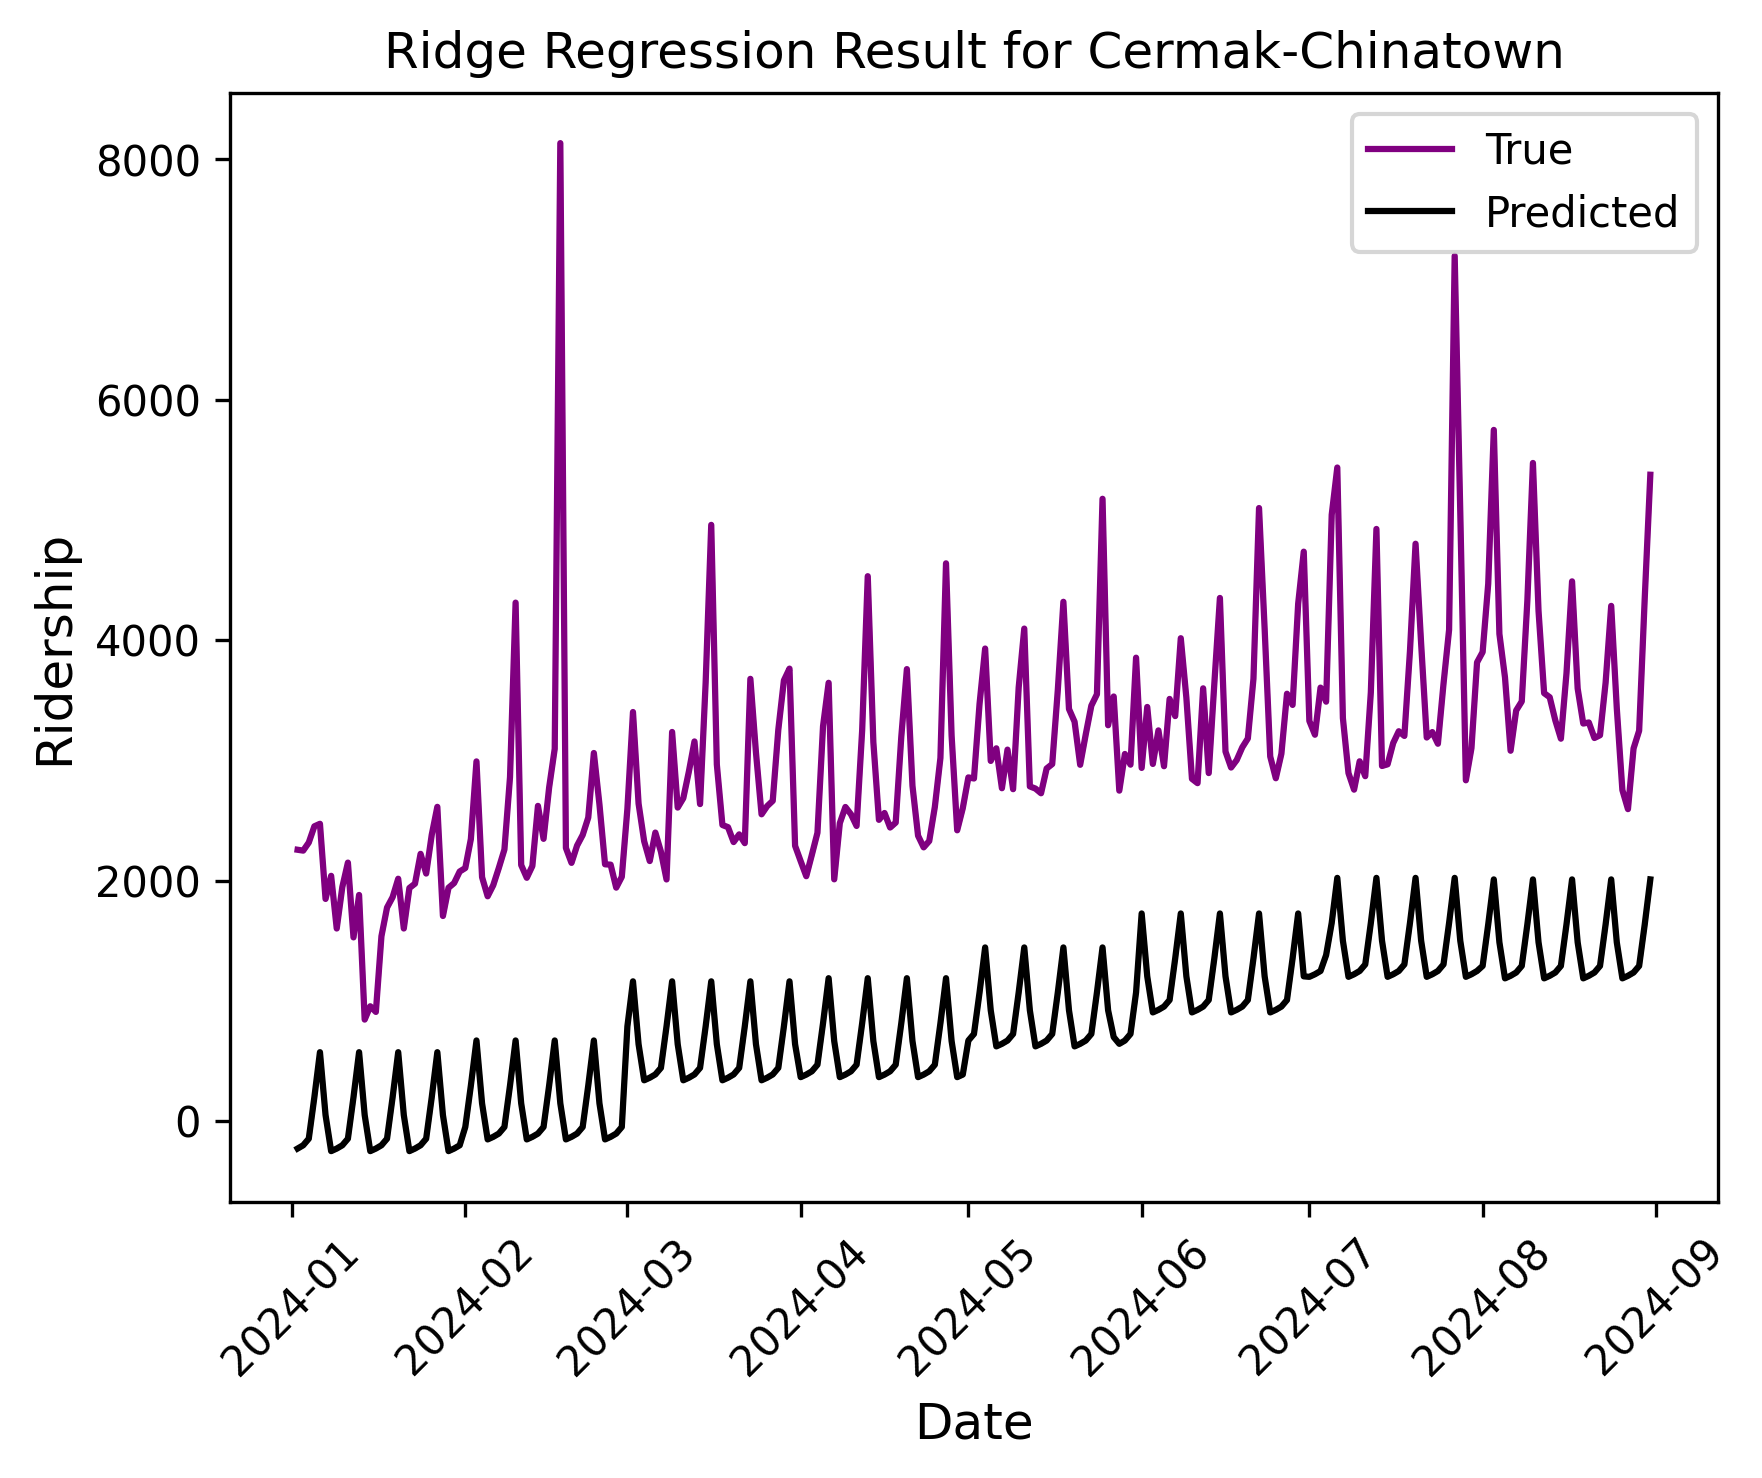 Ridge Regression Result for Cermak-Chinatown
True
Predicted
8000
6000
4000
2000
0
Ridership
2024-01
2024-02
2024-03
2024-04
2024-05
2024-06
2024-07
2024-08
2024-09
Date